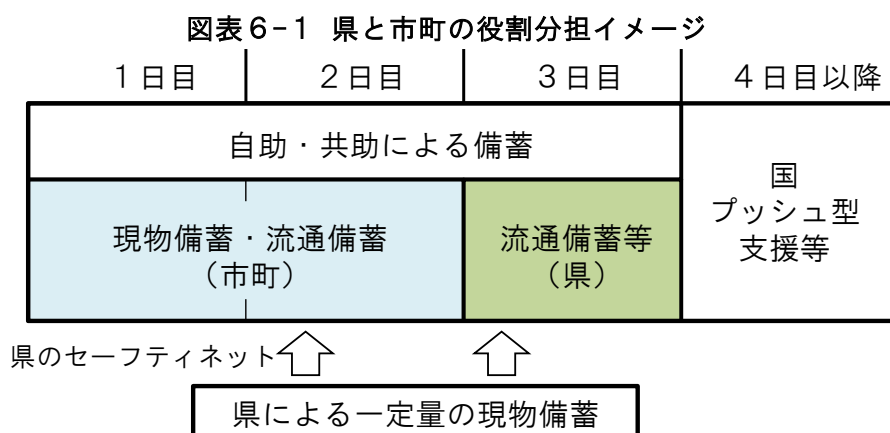 図表6-1 県と市町の役割分担イメージ
1日目 2日目 3日目 4日目以降
自助・共助による備蓄
国
プッシュ型
支援等
現物備蓄・流通備蓄
(市町)
流通備蓄等
(県)
県のセーフティネット
県による一定量の現物備蓄